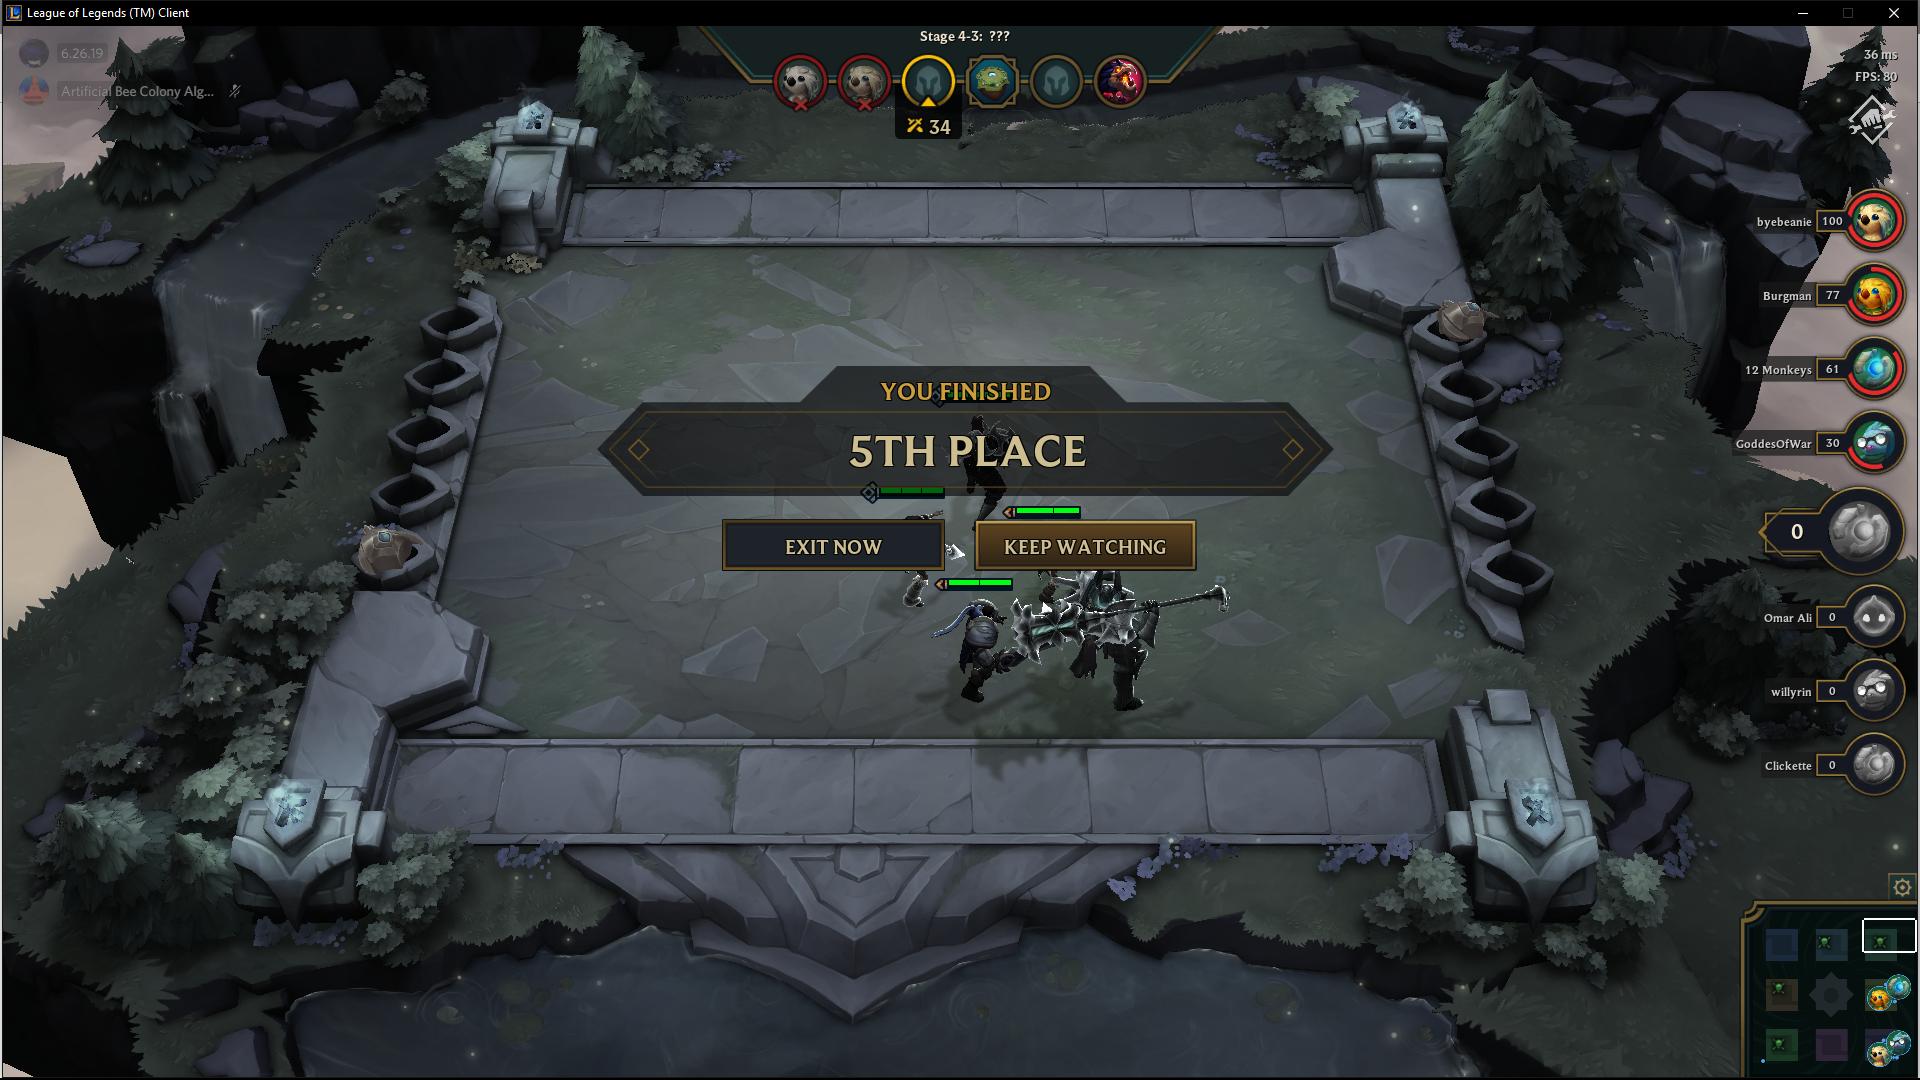 League of Legends (TM) Client
6.26.19
Artificial Bee Colony Alg...
Stage 4-3: ???
34
36 ms
FPS: 80
byebeanie 100
Burgman 77
12 Monkeys 61
GoddesOfWar 30
0
Omar Ali 0
willyrin 0
Clickette 0
YOU FINISHED
5TH PLACE
EXIT NOW
KEEP WATCHING